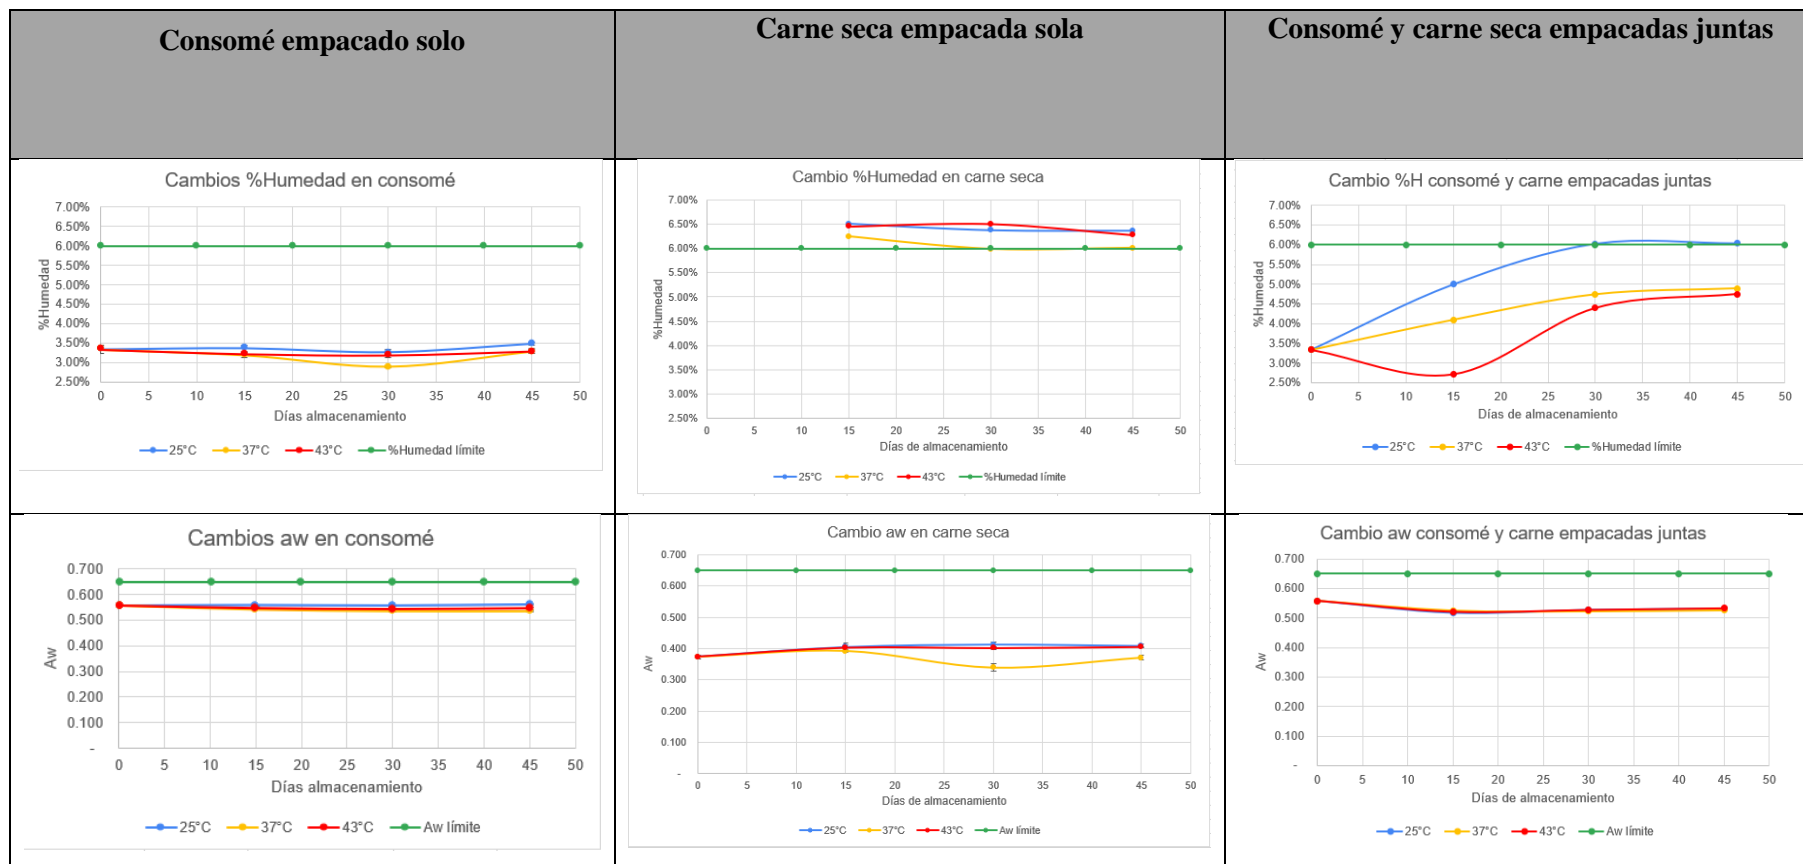 Consomé empacado solo
Carne seca empacada sola
Consomé y carne seca empacadas juntas
Cambios %Humedad en consomé
7.00%
6.50%
6.00%
5.50%
5.00%
4.50%
4.00%
3.50%
3.00%
2.50%
%Humedad
0 5 10 15 20 25 30 35 40 45 50
Días almacenamiento
25°C 37°C 43°C %Humedad límite
Cambio %Humedad en carne seca
7.00%
6.50%
6.00%
5.50%
5.00%
4.50%
4.00%
3.50%
3.00%
2.50%
%Humedad
0 5 10 15 20 25 30 35 40 45 50
Días de almacenamiento
25°C 37°C 43°C %Humedad límite
Cambio %H consomé y carne empacadas juntas
7.00%
6.50%
6.00%
5.50%
5.00%
4.50%
4.00%
3.50%
3.00%
2.50%
%Humedad
0 5 10 15 20 25 30 35 40 45 50
Días de almacenamiento
25°C 37°C 43°C %Humedad límite
Cambios aw en consomé
0.700
0.600
0.500
0.400
0.300
0.200
0.100
-
Aw
0 5 10 15 20 25 30 35 40 45 50
Días almacenamiento
25°C 37°C 43°C Aw límite
Cambio aw en carne seca
0.700
0.600
0.500
0.400
0.300
0.200
0.100
-
Aw
0 5 10 15 20 25 30 35 40 45 50
Días de almacenamiento
25°C 37°C 43°C Aw límite
Cambio aw consomé y carne empacadas juntas
0.700
0.600
0.500
0.400
0.300
0.200
0.100
-
Aw
0 5 10 15 20 25 30 35 40 45 50
Días de almacenamiento
25°C 37°C 43°C Aw límite